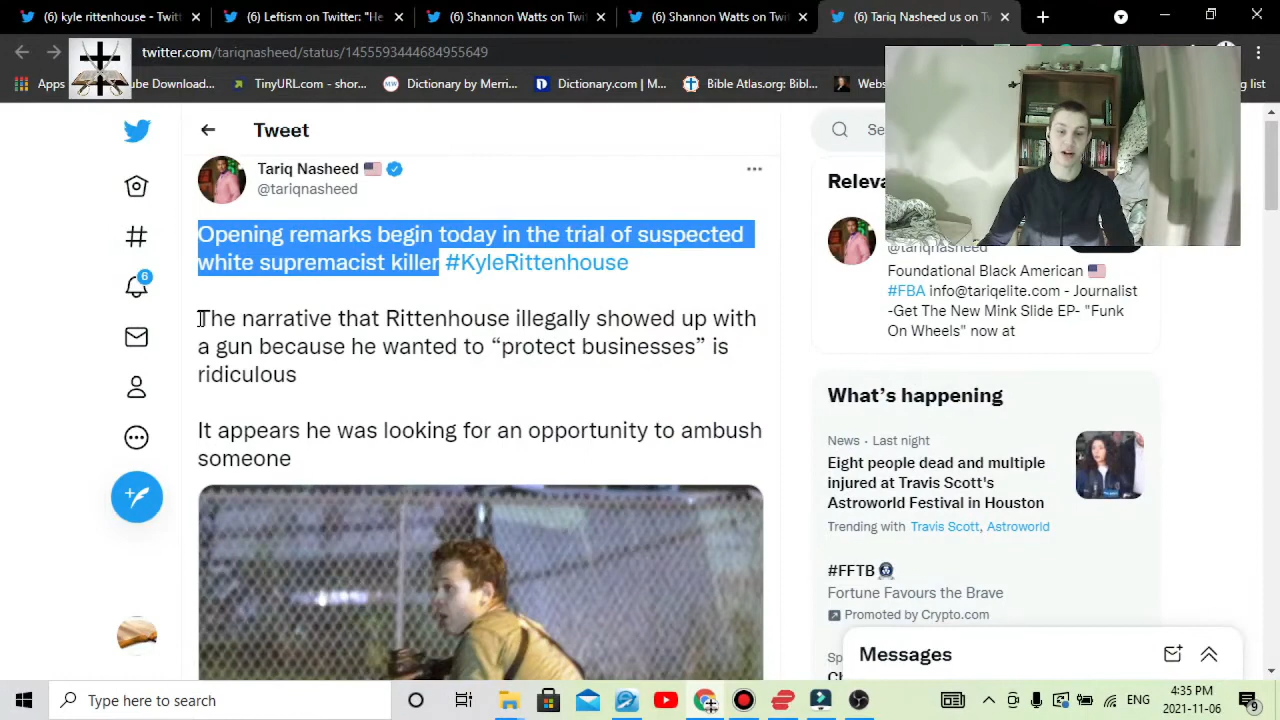 (6) kyle rittenhouse - Twitt
(6) Leftism on Twitter: "He
(6) Shannon Watts on Twi
(6) Shannon Watts on Twi
(6) Tariq Nasheed us on T
twitter.com/tariqnasheed/status/1455593444684955649
Apps
ube Download...
TinyURL.com - shor...
MW
Dictionary by Merri...
D
Dictionary.com | M...
Bible Atlas.org: Bibl...
Webs
g list
Tweet
Tariq Nasheed
@tariqnasheed
Opening remarks begin today in the trial of suspected
white supremacist killer #KyleRittenhouse
The narrative that Rittenhouse illegally showed up with
a gun because he wanted to “protect businesses” is
ridiculous
It appears he was looking for an opportunity to ambush
someone
6
Se
Releva
@tariqnasheed
Foundational Black American
#FBA info@tariqelite.com - Journalist
-Get The New Mink Slide EP- "Funk
On Wheels" now at
What’s happening
News · Last night
Eight people dead and multiple
injured at Travis Scott's
Astroworld Festival in Houston
Trending with Travis Scott, Astroworld
#FFTB
Fortune Favours the Brave
Promoted by Crypto.com
Sp
Messages
Type here to search
ENG
4:35 PM
2021-11-06
9